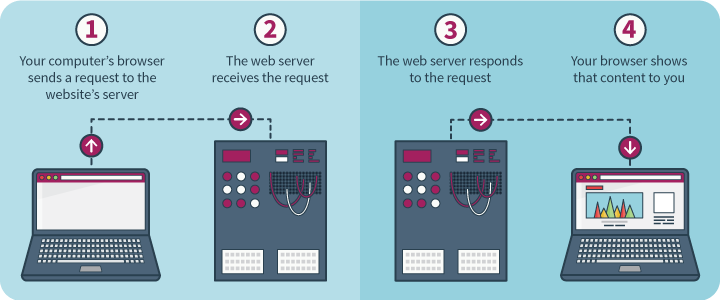 1
Your computer’s browser
sends a request to the
website’s server
2
The web server
receives the request
3
The web server responds
to the request
4
Your browser shows
that content to you